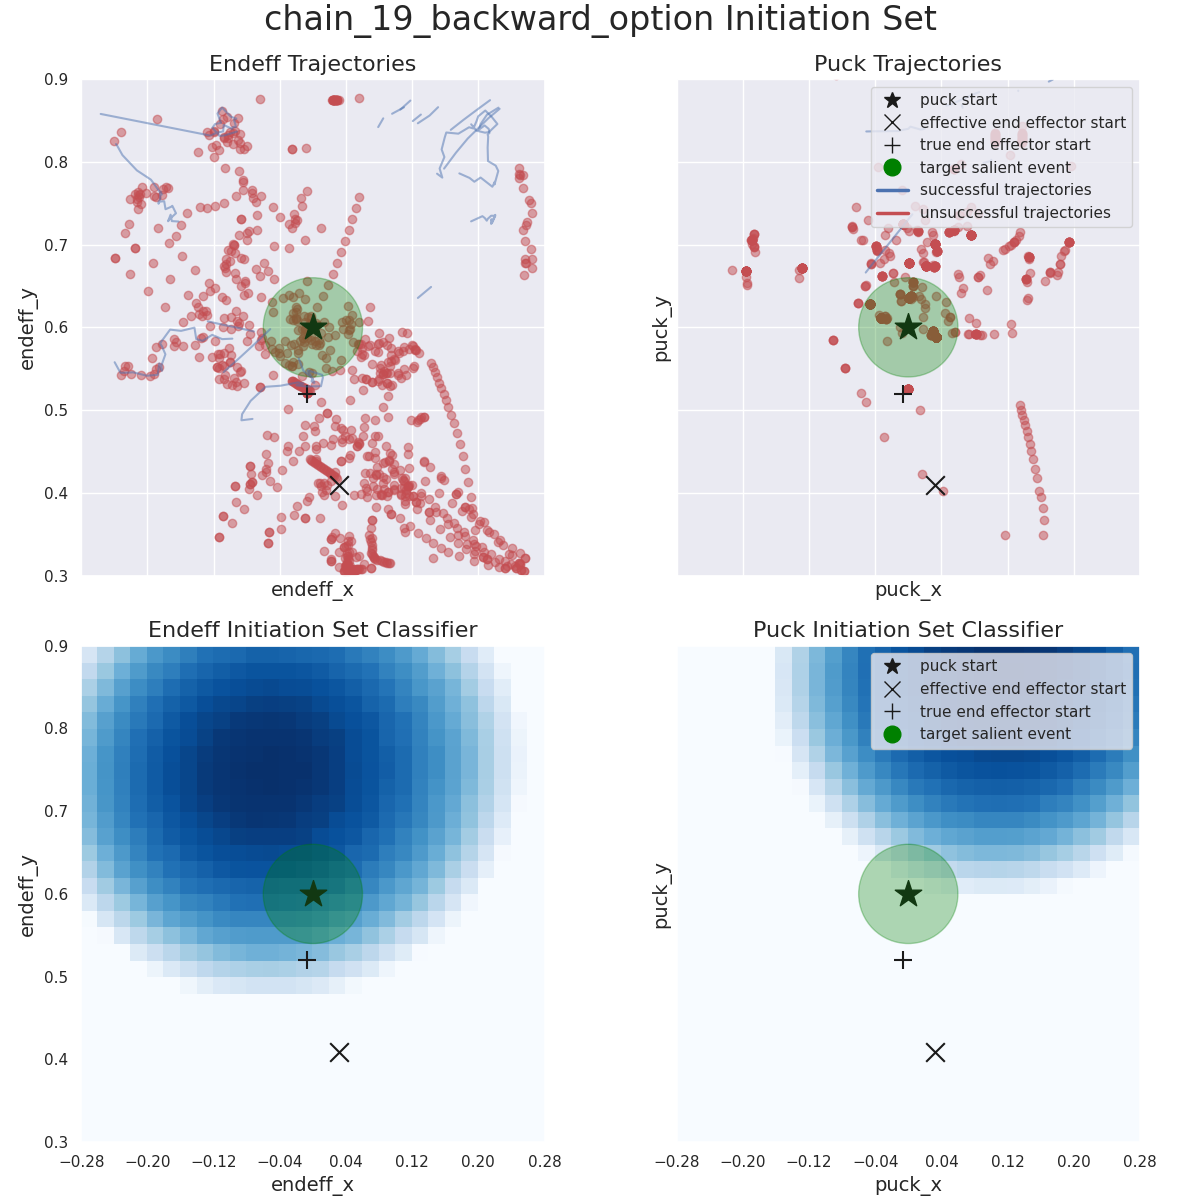 chain_19_backward_option Initiation Set
Endeff Trajectories
0.9
0.8
0.7
0.6
0.5
0.4
0.3
endeff_y
endeff_x
Puck Trajectories
puck start
effective end effector start
true end effector start
target salient event
successful trajectories
unsuccessful trajectories
puck_y
puck_x
Endeff Initiation Set Classifier
0.9
0.8
0.7
0.6
0.5
0.4
0.3
endeff_y
−0.28 −0.20 −0.12 −0.04 0.04 0.12 0.20 0.28
endeff_x
Puck Initiation Set Classifier
puck start
effective end effector start
true end effector start
target salient event
puck_y
−0.28 −0.20 −0.12 −0.04 0.04 0.12 0.20 0.28
puck_x